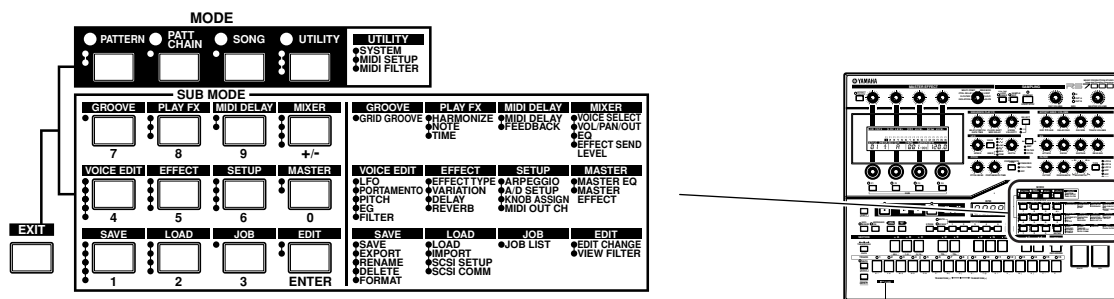 MODE
PATTERN PATT CHAIN SONG UTILITY
UTILITY
SYSTEM
MIDI SETUP
MIDI FILTER
SUB MODE
GROOVE PLAY FX MIDI DELAY MIXER
7 8 9 +/-
VOICE EDIT EFFECT SETUP MASTER
4 5 6 0
SAVE LOAD JOB EDIT
1 2 3 ENTER
EXIT
GROOVE
GRID GROOVE
PLAY FX
HARMONIZE
NOTE
TIME
MIDI DELAY
MIDI DELAY
FEEDBACK
MIXER
VOICE SELECT
VOL/PAN/OUT
EQ
EFFECT SEND
LEVEL
VOICE EDIT
LFO
PORTAMENTO
PITCH
EG
FILTER
EFFECT
EFFECT TYPE
VARIATION
DELAY
REVERB
SETUP
ARPEGGIO
A/D SETUP
KNOB ASSIGN
MIDI OUT CH
MASTER
MASTER EQ
MASTER
EFFECT
SAVE
SAVE
EXPORT
RENAME
DELETE
FORMAT
LOAD
LOAD
IMPORT
SCSI SETUP
SCSI COMM
JOB
JOB LIST
EDIT
EDIT CHANGE
VIEW FILTER
YAMAHA
RS7000